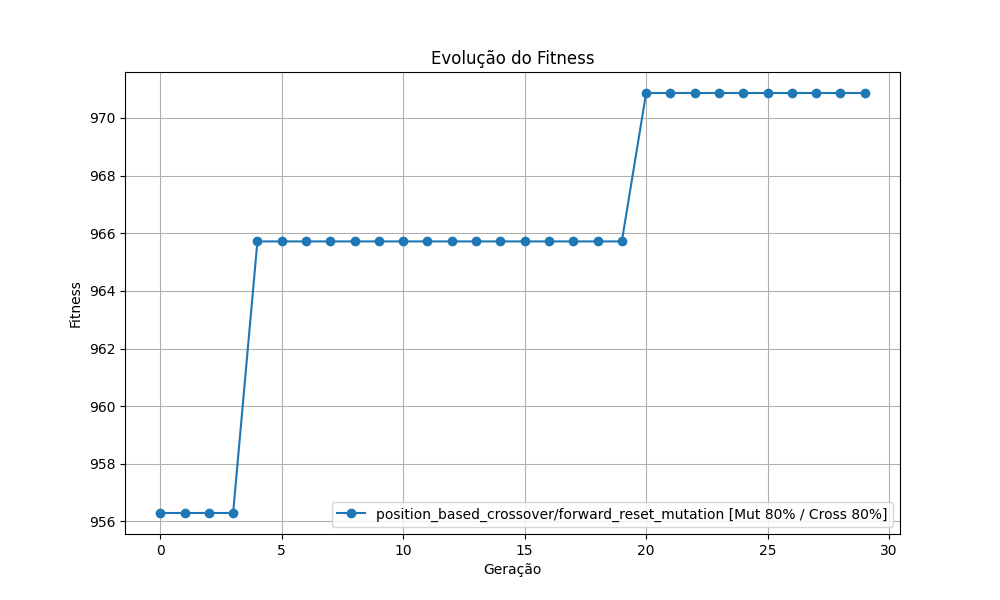 Evolução do Fitness
970
968
966
964
962
960
958
956
Fitness
position_based_crossover/forward_reset_mutation [Mut 80% / Cross 80%]
0 5 10 15 20 25 30
Geração